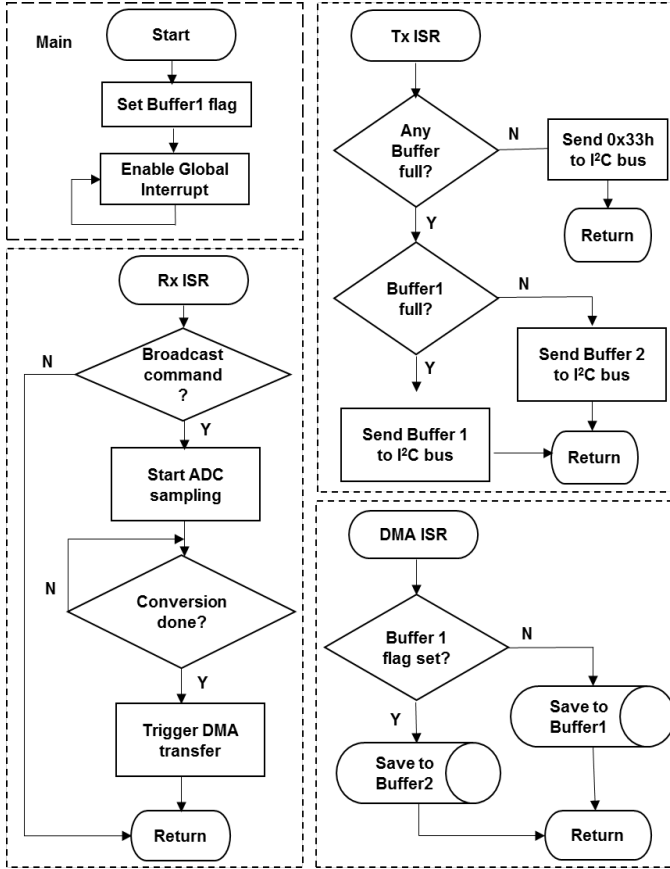 Main
Start
Set Buffer1 flag
Enable Global
Interrupt
Rx ISR
N
Broadcast
command
?
Y
Start ADC
sampling
N
Conversion
done?
Y
Trigger DMA
transfer
Return
Tx ISR
Any
Buffer
full?
N
Send 0x33h
to I²C bus
Return
Y
Buffer1
full?
N
Send Buffer 2
to I²C bus
Y
Send Buffer 1
to I²C bus
Return
DMA ISR
Buffer 1
flag set?
N
Save to
Buffer1
Y
Save to
Buffer2
Return